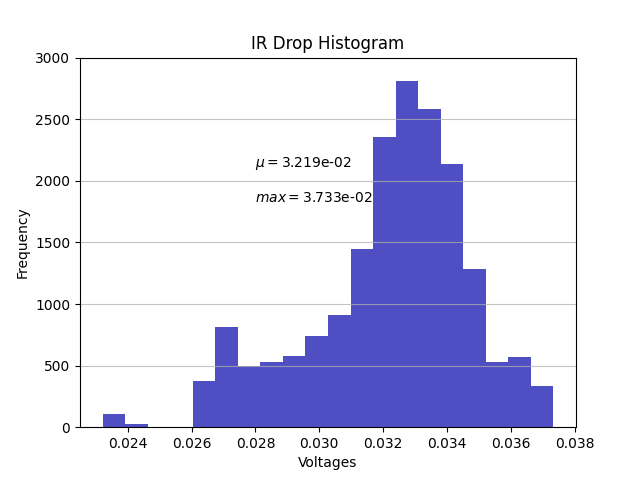 IR Drop Histogram
3000
2500
2000
1500
1000
500
0
Frequency
μ = 3.219e-02
max = 3.733e-02
0.024 0.026 0.028 0.030 0.032 0.034 0.036 0.038
Voltages